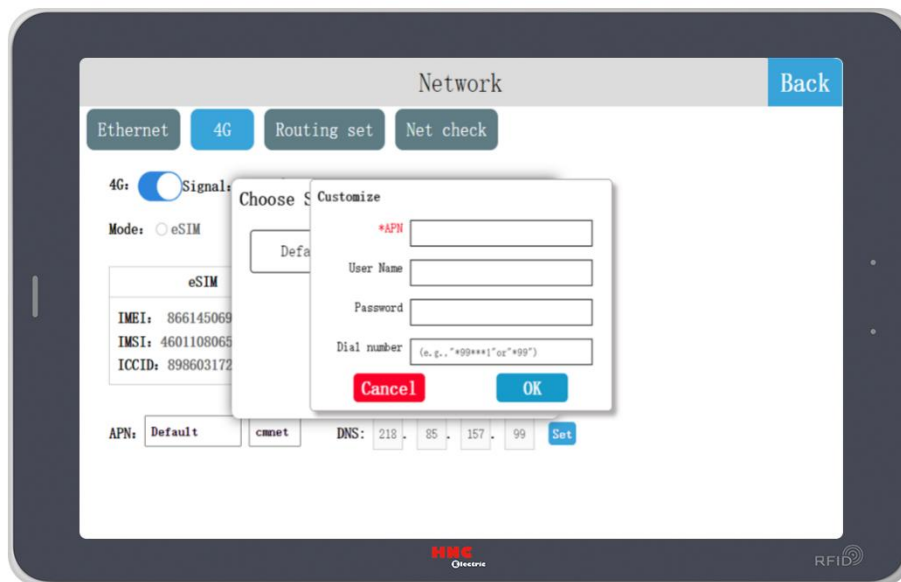 Network
Back
Ethernet
4G
Routing set
Net check
4G:
Signal:
Choose S
Customize
Mode:
eSIM
*APN
Defa
User Name
eSIM
Password
IMEI: 866145069
IMSI: 4601108065
Dial number
(e.g.,"*99***1"or"*99")
ICCID: 898603172
Cancel
OK
APN:
Default
cmnet
DNS: 218 . 85 . 157 . 99
Set
HNC
Electric
RFID